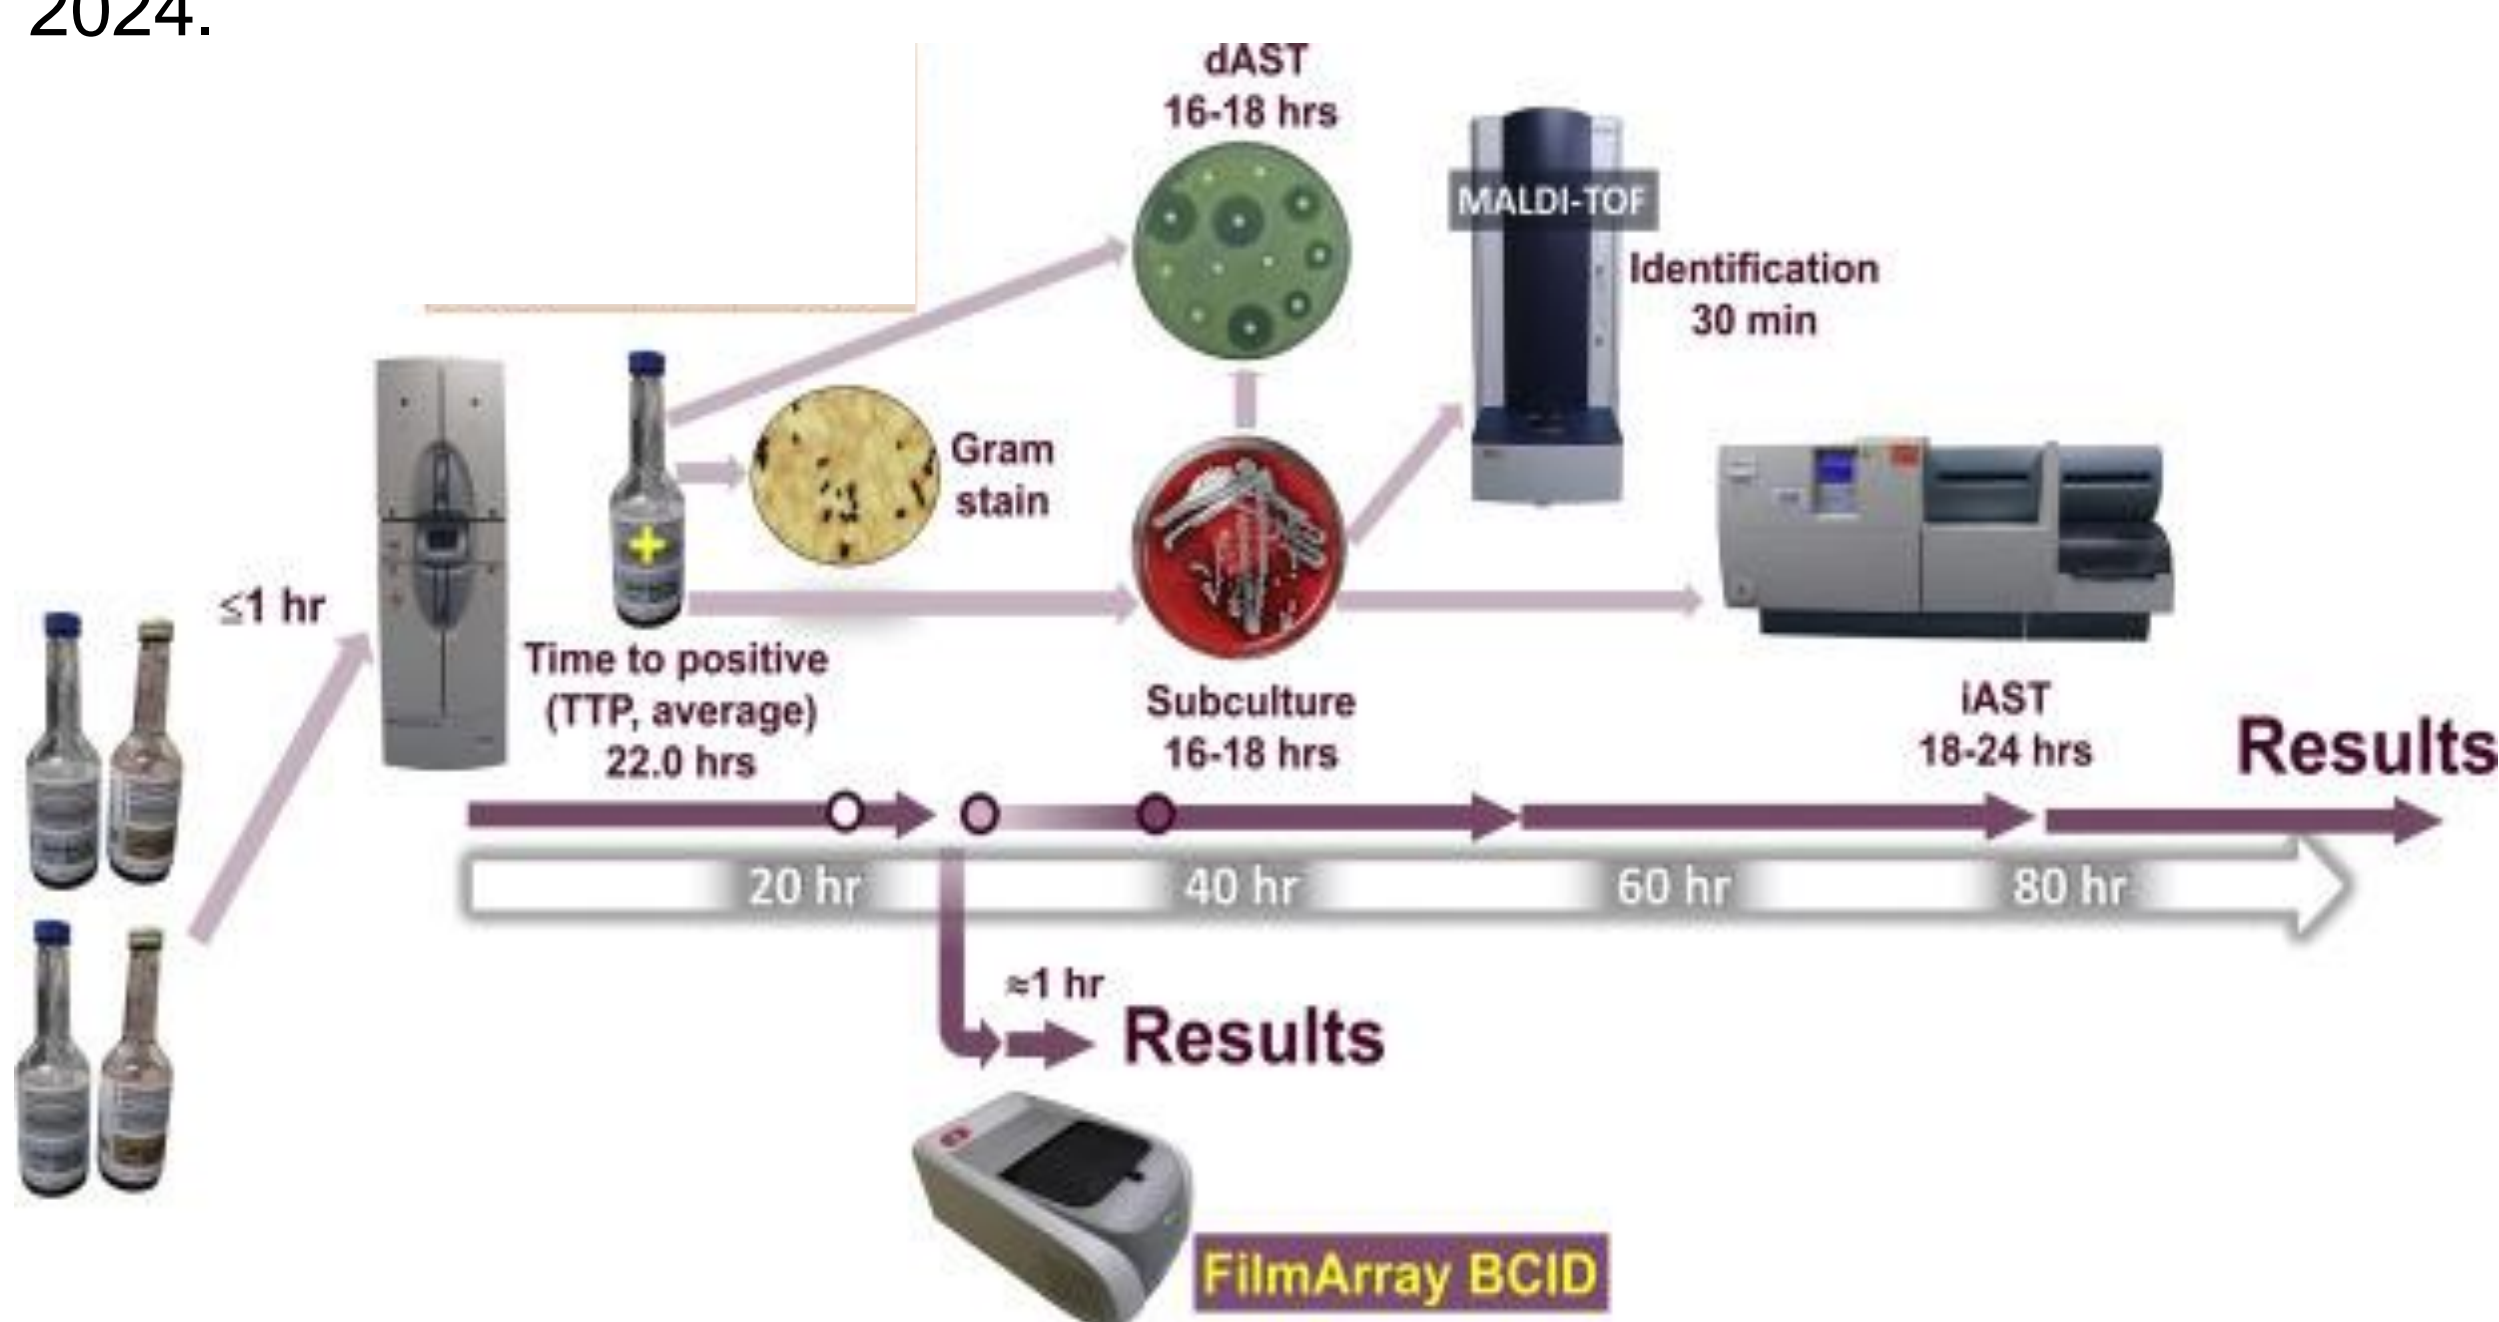 2024.
dAST
16-18 hrs
MALDI-TOF
Identification
30 min
Gram
stain
≤1 hr
Time to positive
(TTP, average)
22.0 hrs
Subculture
16-18 hrs
iAST
18-24 hrs
Results
20 hr
40 hr
60 hr
80 hr
≈1 hr
Results
FilmArray BCID